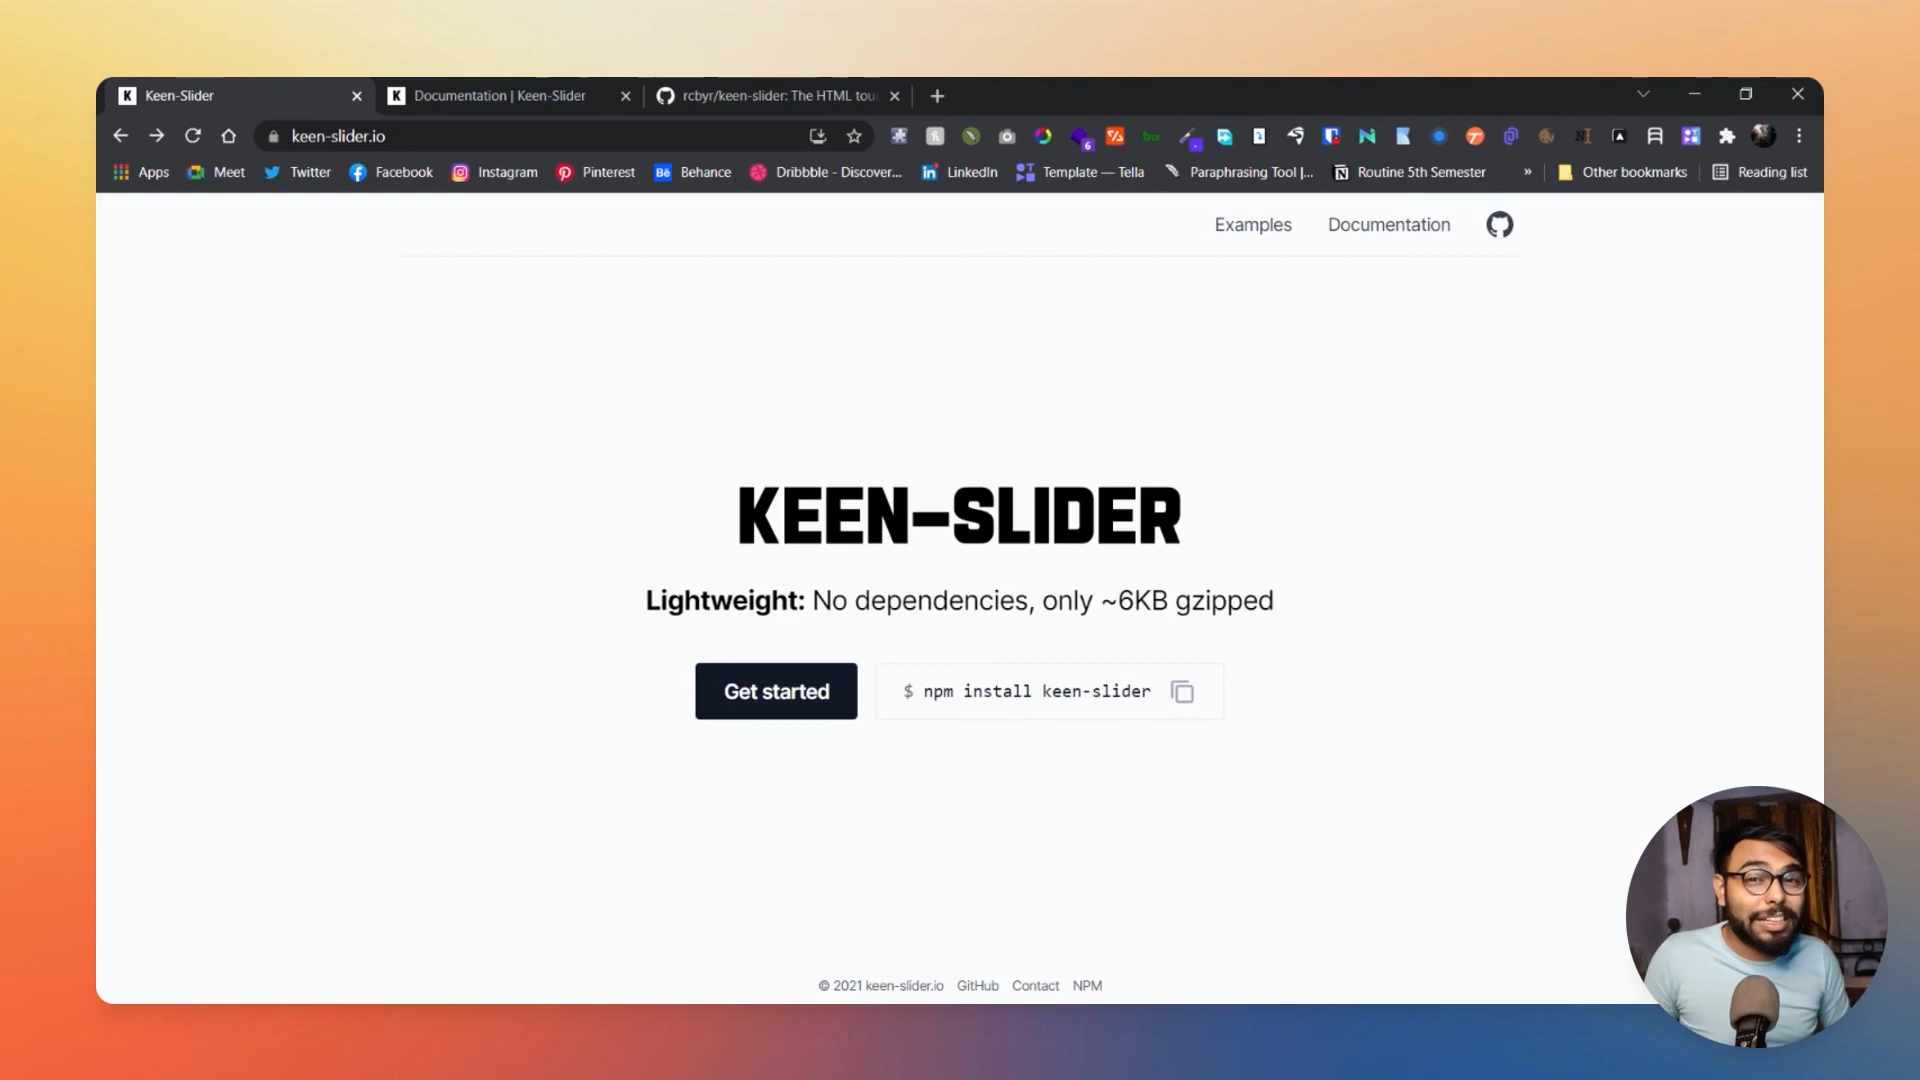 Keen-Slider
Documentation | Keen-Slider
rcbyr/keen-slider: The HTML tou
keen-slider.io
6
Apps
Meet
Twitter
Facebook
Instagram
Pinterest
Behance
Dribbble - Discover...
LinkedIn
Template — Tella
Paraphrasing Tool |...
Routine 5th Semester
»
Other bookmarks
Reading list
Examples
Documentation
KEEN-SLIDER
Lightweight: No dependencies, only ~6KB gzipped
Get started
$ npm install keen-slider
© 2021 keen-slider.io GitHub Contact NPM